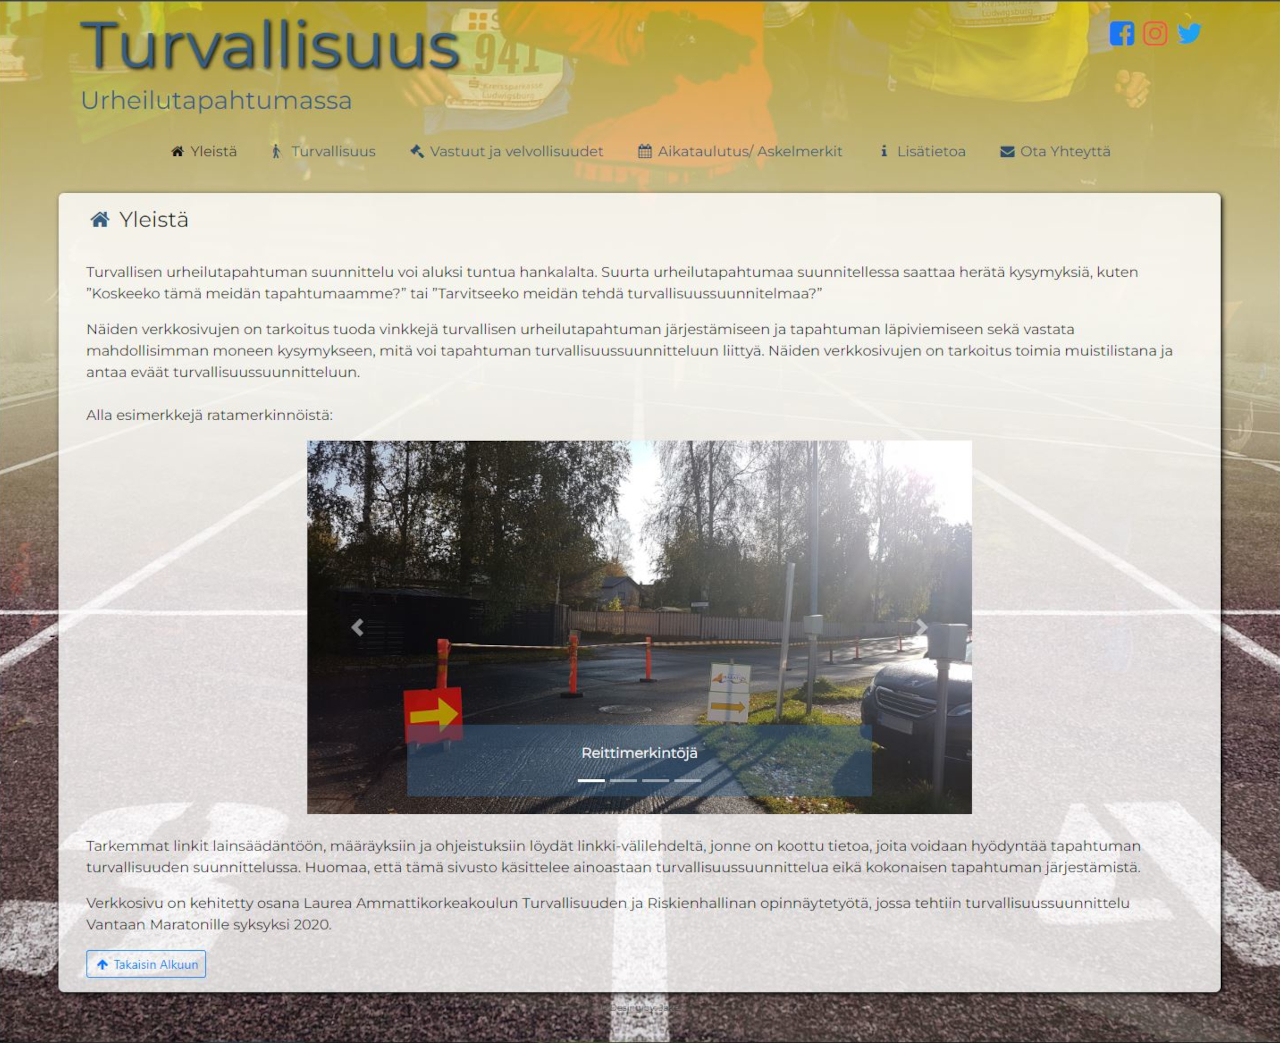 Turvallisuus
941
Urheilutapahtumassa
Yleistä Turvallisuus Vastuut ja velvollisuudet Aikataulutus/ Askelmerkit Lisätietoa Ota Yhteyttä
Yleistä
Turvallisen urheilutapahtuman suunnittelu voi aluksi tuntua hankalalta. Suurta urheilutapahtumaa suunnitellessa saattaa herätä kysymyksiä, kuten
”Koskeeko tämä meidän tapahtumaamme?” tai ”Tarvitseeko meidän tehdä turvallisuussuunnitelmaa?”
Näiden verkkosivujen on tarkoitus tuoda vinkkejä turvallisen urheilutapahtuman järjestämiseen ja tapahtuman läpiviemiseen sekä vastata
mahdollisimman moneen kysymykseen, mitä voi tapahtuman turvallisuussuunnitteluun liittyä. Näiden verkkosivujen on tarkoitus toimia muistilistana ja
antaa eväät turvallisuussuunnitteluun.
Alla esimerkkejä ratamerkinnöistä:
Reittimerkintöjä
Tarkemmat linkit lainsäädäntöön, määräyksiin ja ohjeistuksiin löydät linkki-välilehdeltä, jonne on koottu tietoa, joita voidaan hyödyntää tapahtuman
turvallisuuden suunnittelussa. Huomaa, että tämä sivusto käsittelee ainoastaan turvallisuussuunnittelua eikä kokonaisen tapahtuman järjestämistä.
Verkkosivu on kehitetty osana Laurea Ammattikorkeakoulun Turvallisuuden ja Riskienhallinan opinnäytetyötä, jossa tehtiin turvallisuussuunnittelu
Vantaan Maratonille syksyksi 2020.
Takaisin Alkuun